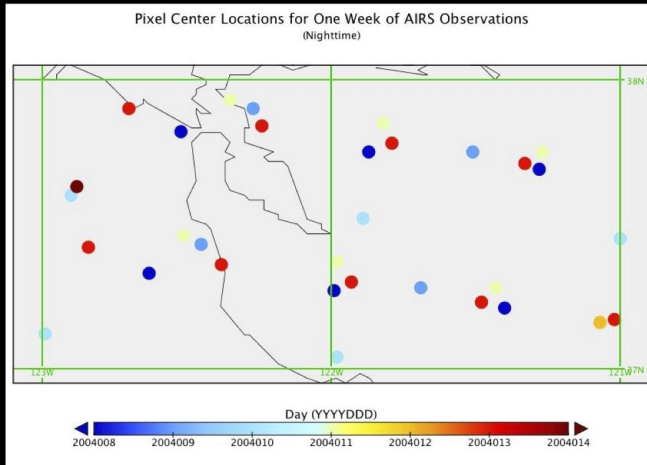 Pixel Center Locations for One Week of AIRS Observations
(Nighttime)
38N
37N
123W
122W
121W
Day (YYYYDDD)
2004008 2004009 2004010 2004011 2004012 2004013 2004014